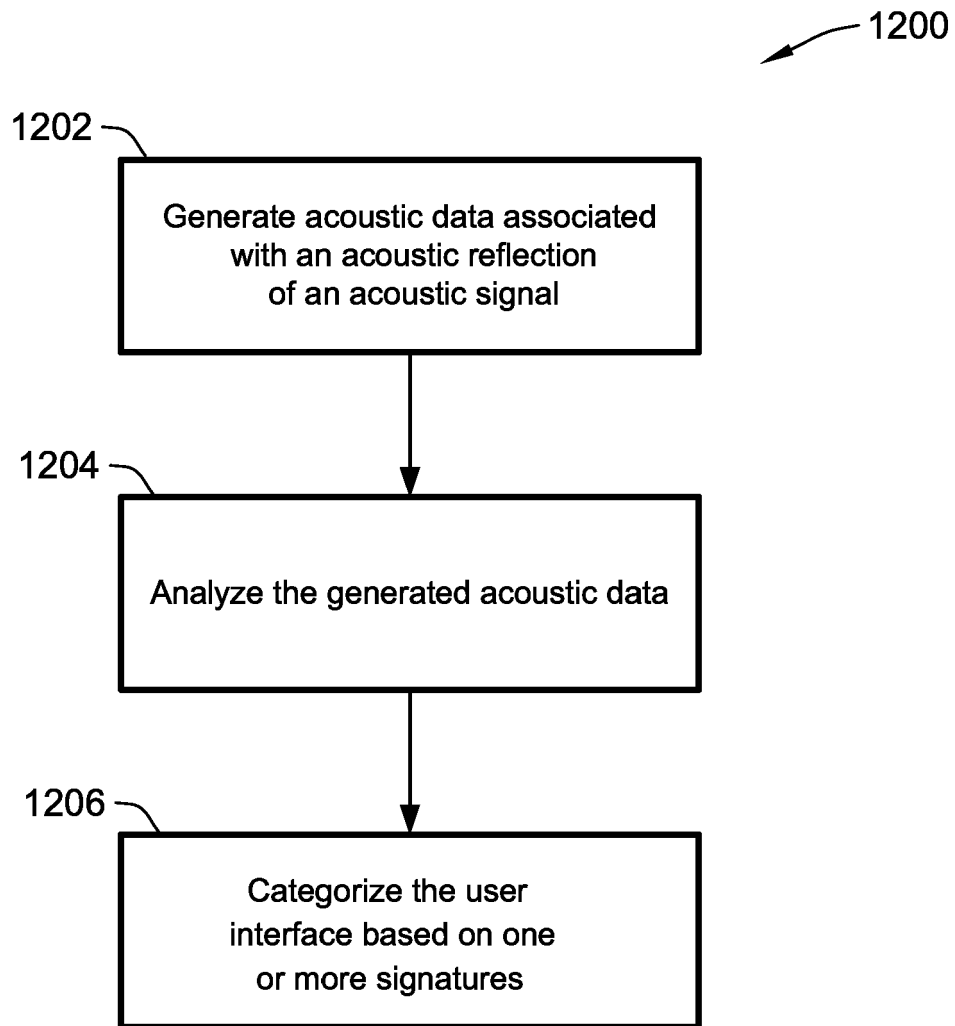 1200
1202
Generate acoustic data associated
with an acoustic reflection
of an acoustic signal
1204
Analyze the generated acoustic data
1206
Categorize the user
interface based on one
or more signatures